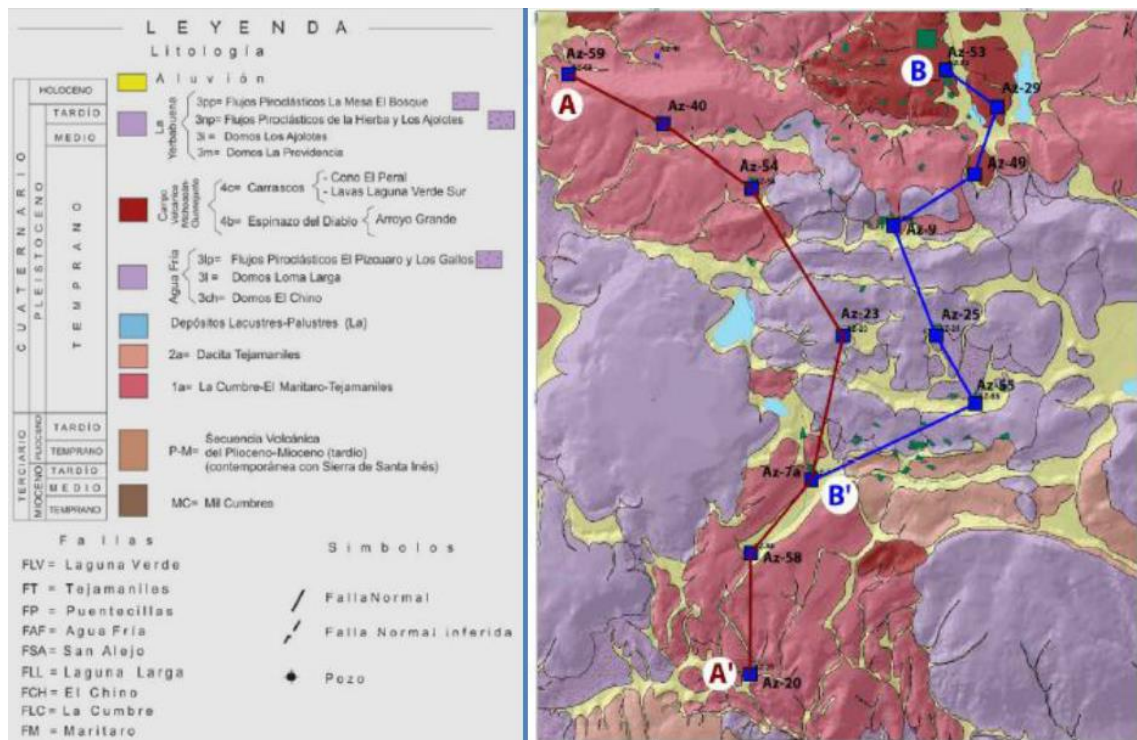 LEYENDA
Litología
CUATERNARIO
TERCIARIO
PLEISTOCENO
PLIOCENO
MIOCENO
HOLOCENO
TARDÍO
MEDIO
TEMPRANO
TARDÍO
TEMPRANO
TARDÍO
MEDIO
TEMPRANO
Aluvión
La Yerbabuena
3pp= Flujos Piroclásticos La Mesa El Bosque
3np= Flujos Piroclásticos de la Hierba y Los Ajolotes
3i = Domos Los Ajolotes
3m= Domos La Providencia
Campo Volcánico Michoacán-Guanajuato
4c= Carrascos
- Cono El Peral
- Lavas Laguna Verde Sur
4b= Espinazo del Diablo
Arroyo Grande
Agua Fría
3lp= Flujos Piroclásticos El Pizcuaro y Los Gallos
3l = Domos Loma Larga
3ch= Domos El Chino
Depósitos Lacustres-Palustres (La)
2a= Dacita Tejamaniles
1a= La Cumbre-El Maritaro-Tejamaniles
P-M= Secuencia Volcánica
del Plioceno-Mioceno (tardío)
(contemporánea con Sierra de Santa Inés)
MC= Mil Cumbres
Fallas
FLV= Laguna Verde
FT = Tejamaniles
FP = Puentecillas
FAF= Agua Fría
FSA= San Alejo
FLL= Laguna Larga
FCH= El Chino
FLC= La Cumbre
FM = Maritaro
Símbolos
Falla Normal
Falla Normal inferida
Pozo
Az-59
A
Az-40
Az-54
Az-53
B
Az-29
Az-49
Az-9
Az-23
Az-25
Az-55
Az-7a
B'
Az-58
A'
Az-20